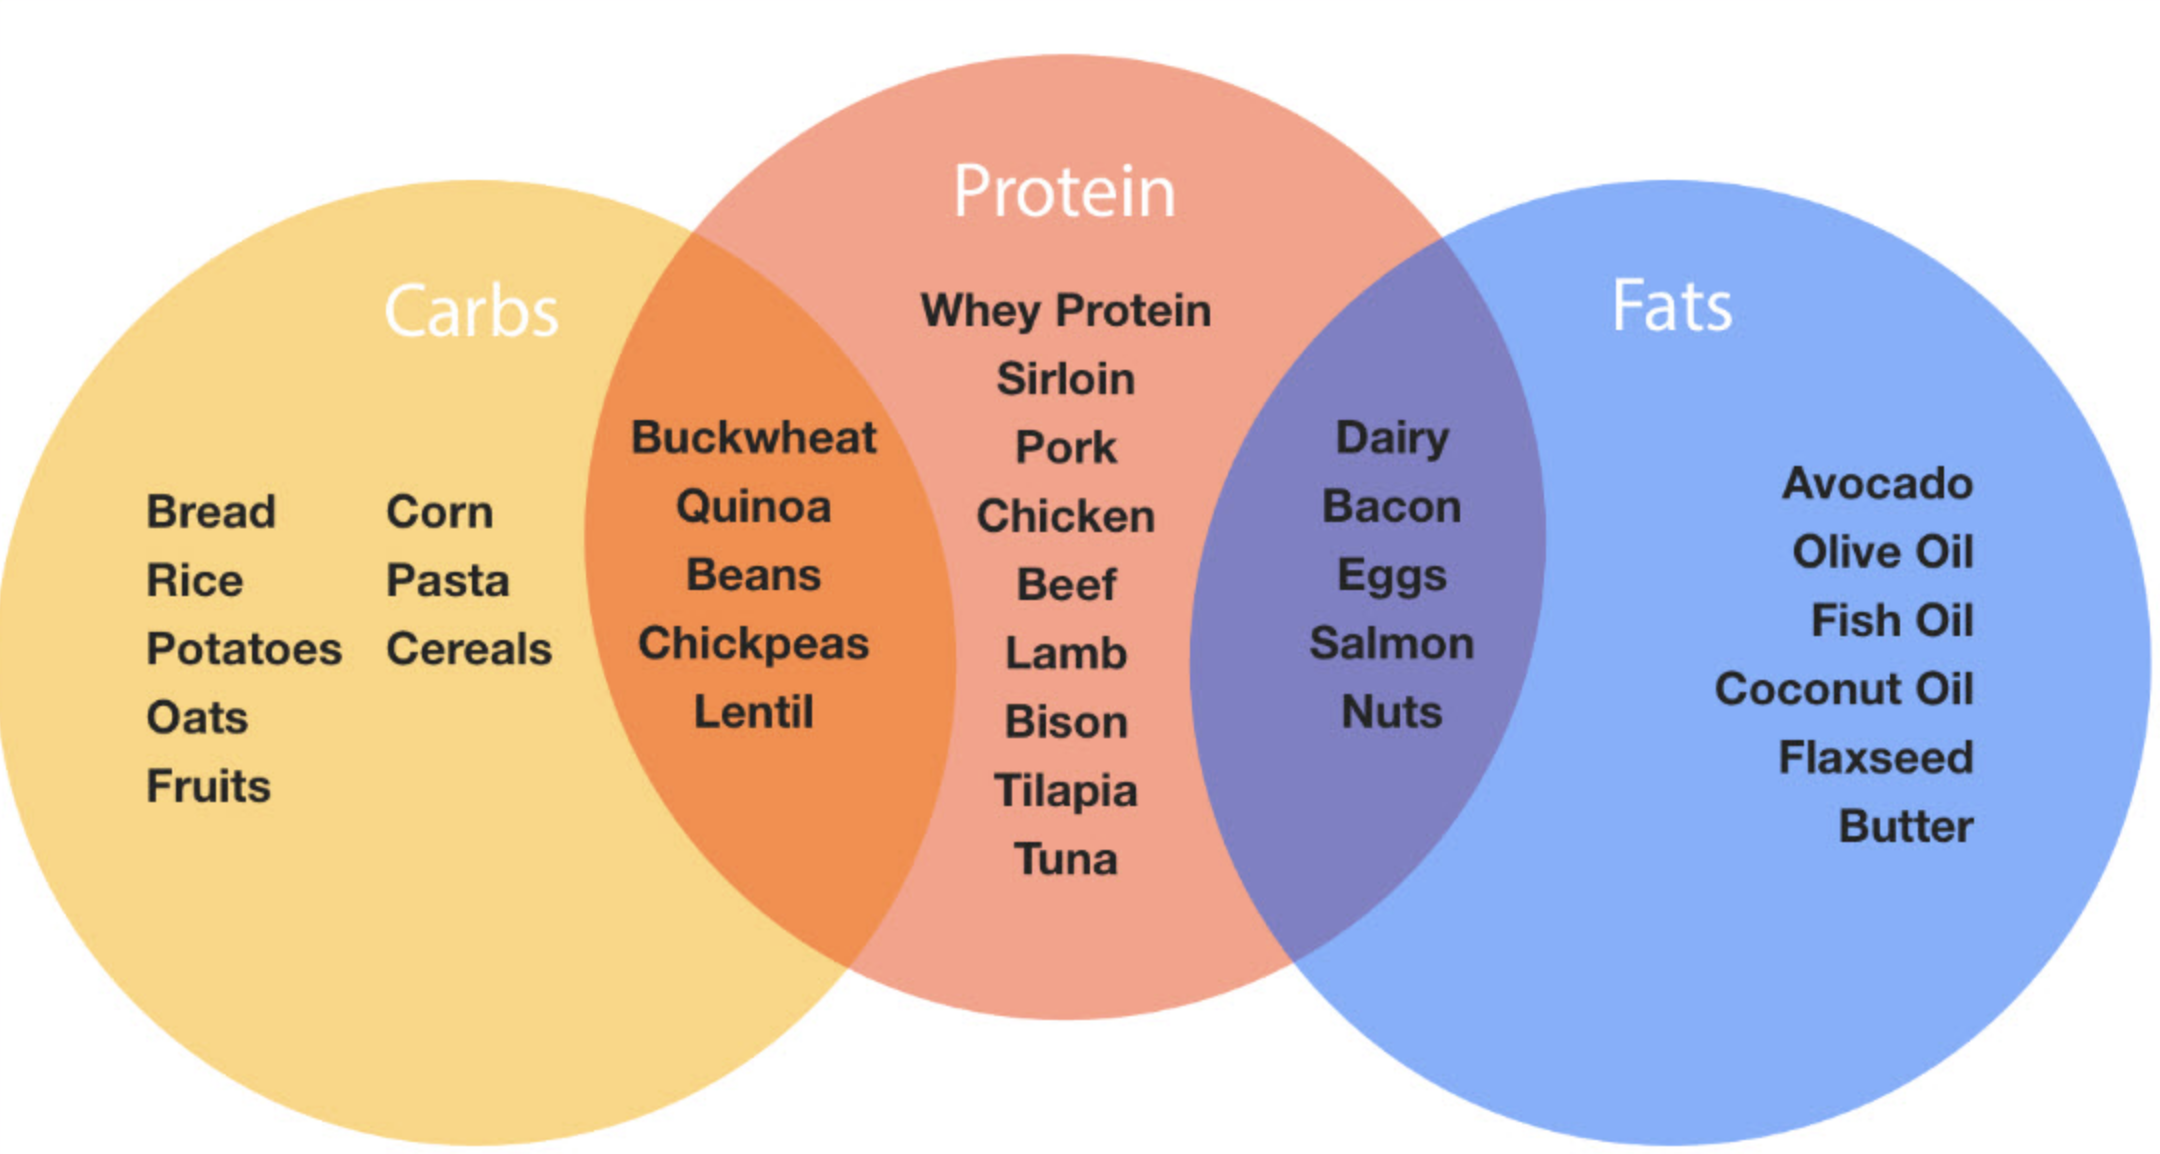 Protein
Carbs
Fats
Bread
Rice
Potatoes
Oats
Fruits
Corn
Pasta
Cereals
Buckwheat
Quinoa
Beans
Chickpeas
Lentil
Whey Protein
Sirloin
Pork
Chicken
Beef
Lamb
Bison
Tilapia
Tuna
Dairy
Bacon
Eggs
Salmon
Nuts
Avocado
Olive Oil
Fish Oil
Coconut Oil
Flaxseed
Butter